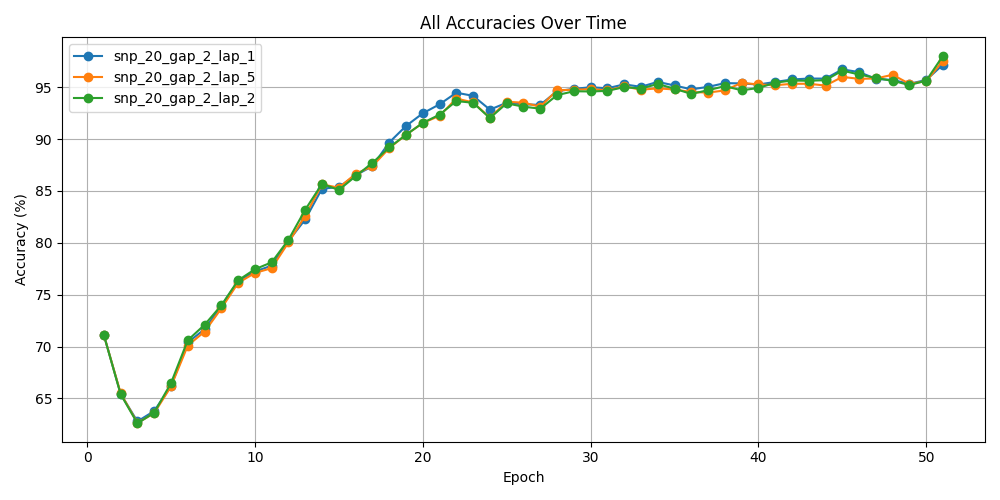 All Accuracies Over Time
snp_20_gap_2_lap_1
snp_20_gap_2_lap_5
snp_20_gap_2_lap_2
Accuracy (%)
95
90
85
80
75
70
65
0 10 20 30 40 50
Epoch